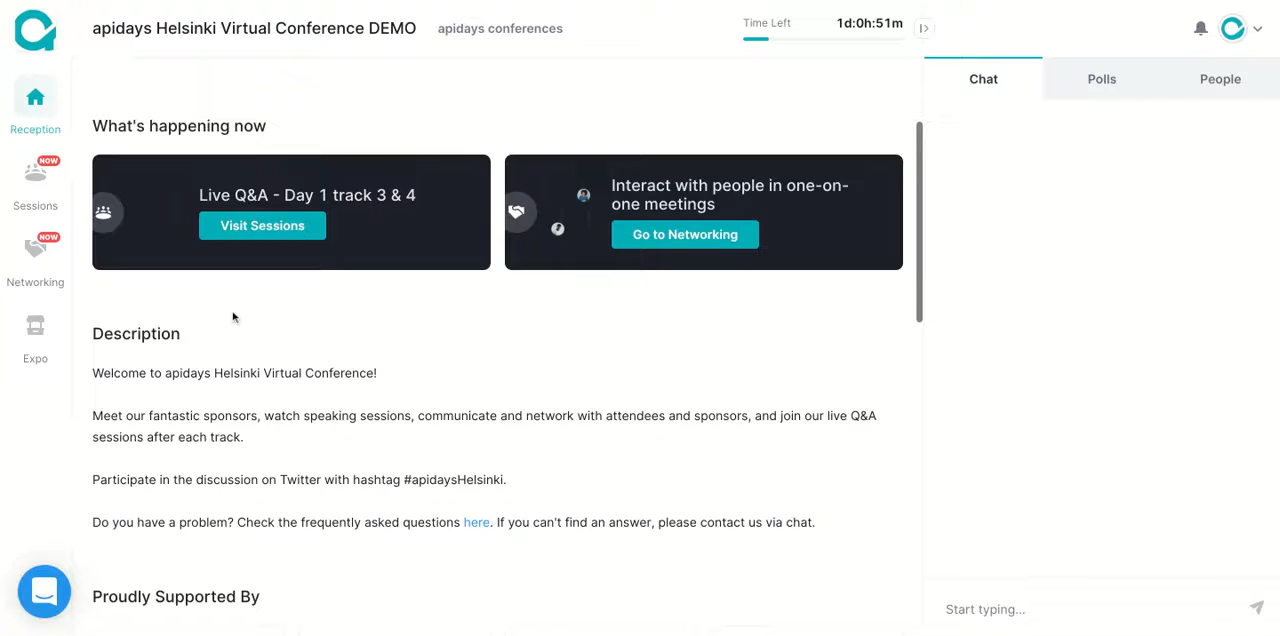 apidays Helsinki Virtual Conference DEMO
apidays conferences
Time Left
1d:0h:51m
Reception
NOW
Sessions
NOW
Networking
Expo
What's happening now
Live Q&A - Day 1 track 3 & 4
Visit Sessions
Interact with people in one-on-
one meetings
Go to Networking
Description
Welcome to apidays Helsinki Virtual Conference!
Meet our fantastic sponsors, watch speaking sessions, communicate and network with attendees and sponsors, and join our live Q&A
sessions after each track.
Participate in the discussion on Twitter with hashtag #apidaysHelsinki.
Do you have a problem? Check the frequently asked questions here. If you can't find an answer, please contact us via chat.
Proudly Supported By
Chat
Polls
People
Start typing...